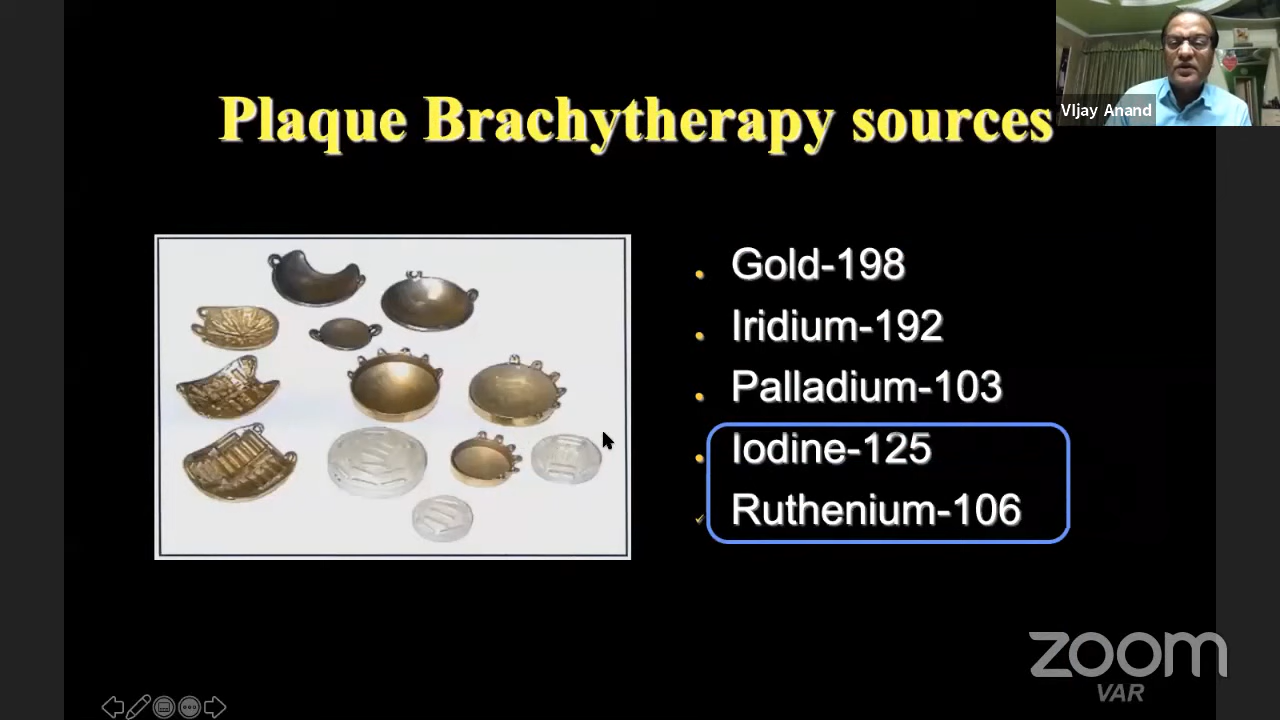 VIjay Anand
Plaque Brachytherapy sources
Gold-198
Iridium-192
Palladium-103
Iodine-125
Ruthenium-106
zoom
VAR